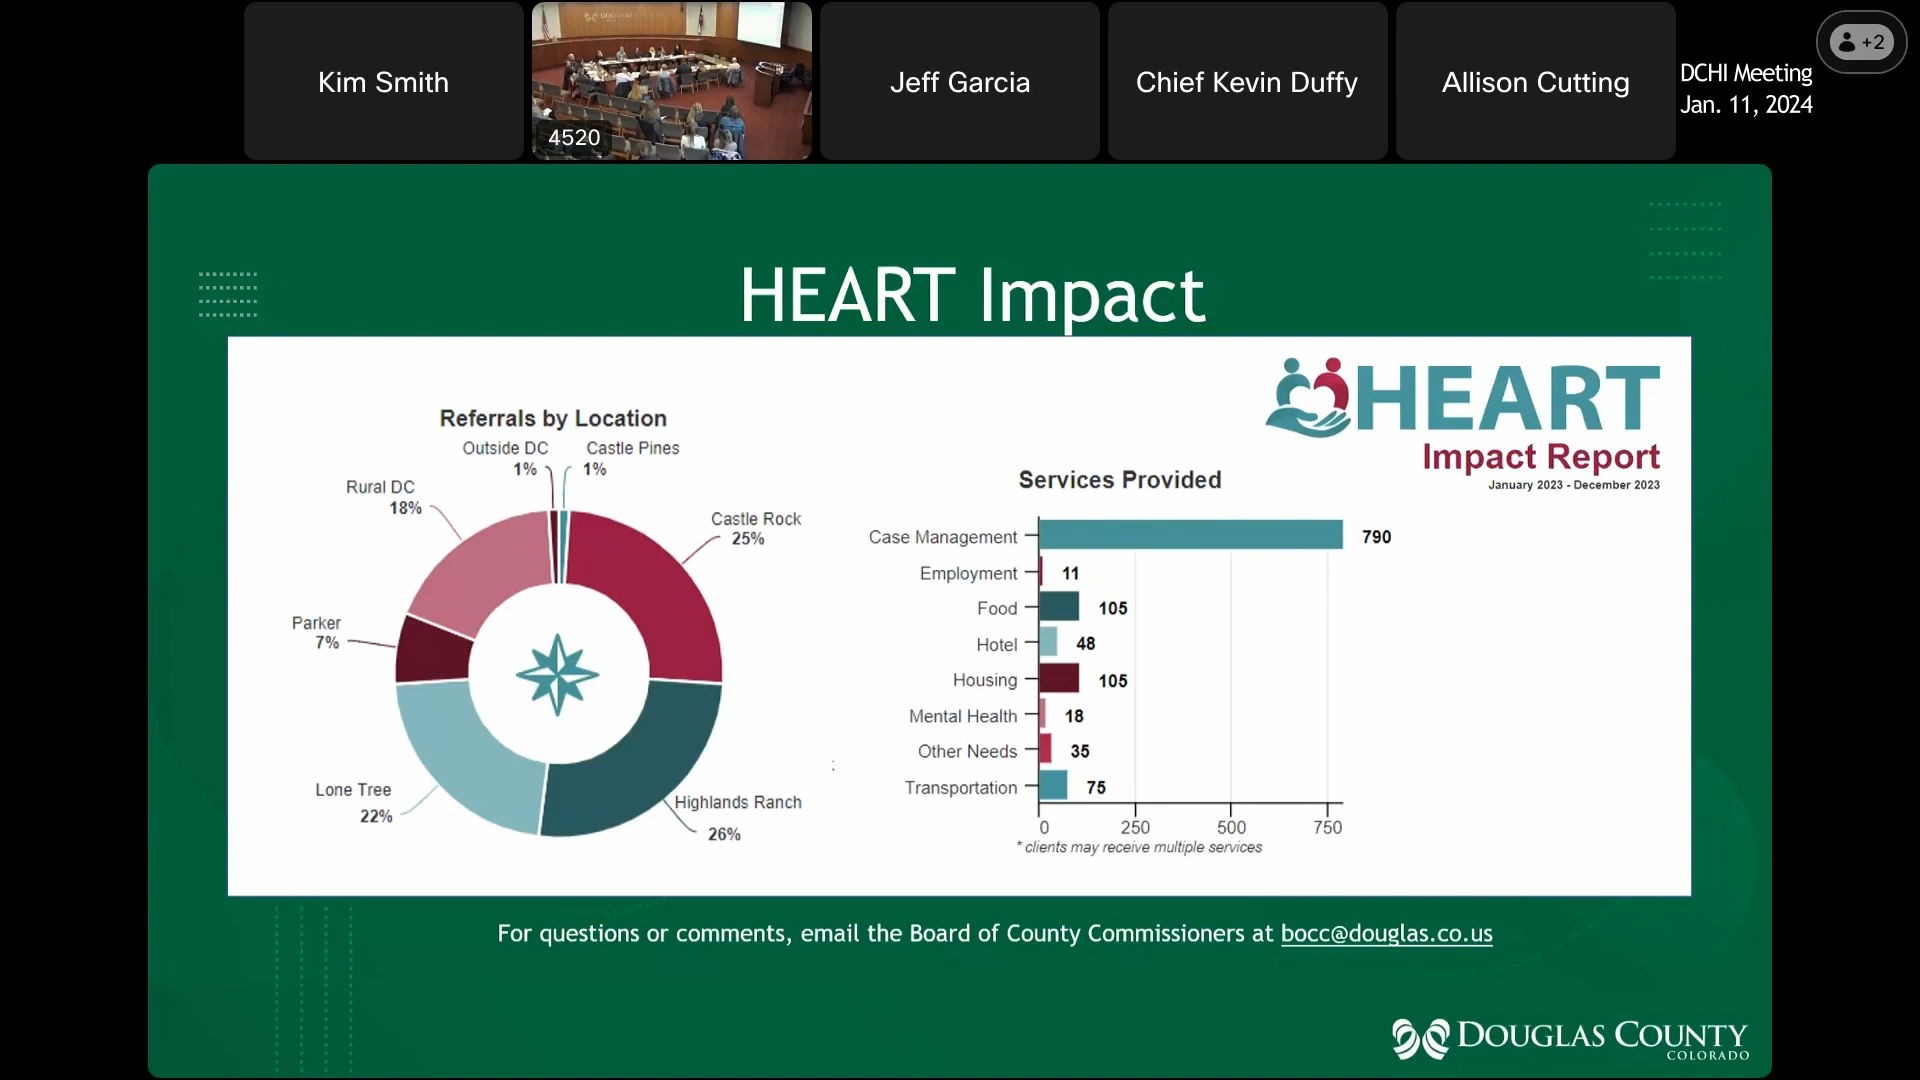 Kim Smith
4520
Jeff Garcia
Chief Kevin Duffy
Allison Cutting
+2
DCHI Meeting
Jan. 11, 2024
HEART Impact
HEART
Impact Report
January 2023 - December 2023
Referrals by Location
Outside DC
1%
Castle Pines
1%
Rural DC
18%
Castle Rock
25%
Parker
7%
Lone Tree
22%
Highlands Ranch
26%
Services Provided
Case Management 790
Employment 11
Food 105
Hotel 48
Housing 105
Mental Health 18
Other Needs 35
Transportation 75
0 250 500 750
* clients may receive multiple services
:
For questions or comments, email the Board of County Commissioners at bocc@douglas.co.us
DOUGLAS COUNTY
COLORADO